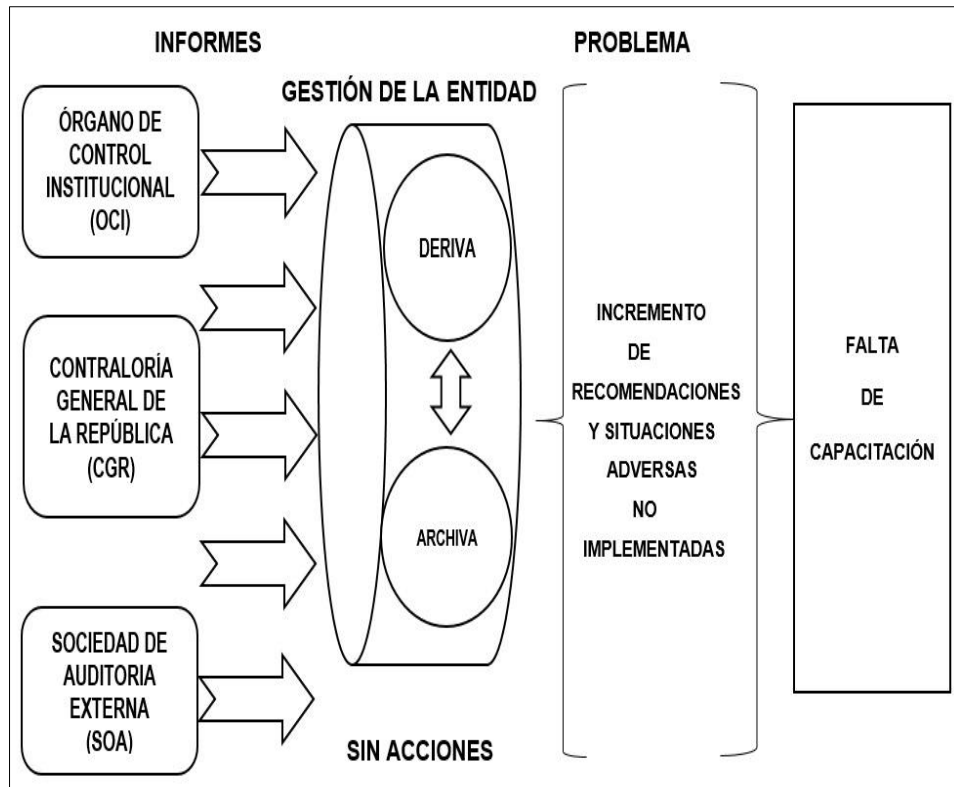 INFORMES
PROBLEMA
GESTIÓN DE LA ENTIDAD
ÓRGANO DE
CONTROL
INSTITUCIONAL
(OCI)
CONTRALORÍA
GENERAL DE
LA REPÚBLICA
(CGR)
SOCIEDAD DE
AUDITORIA
EXTERNA
(SOA)
DERIVA
ARCHIVA
SIN ACCIONES
INCREMENTO
DE
RECOMENDACIONES
Y SITUACIONES
ADVERSAS
NO
IMPLEMENTADAS
FALTA
DE
CAPACITACIÓN